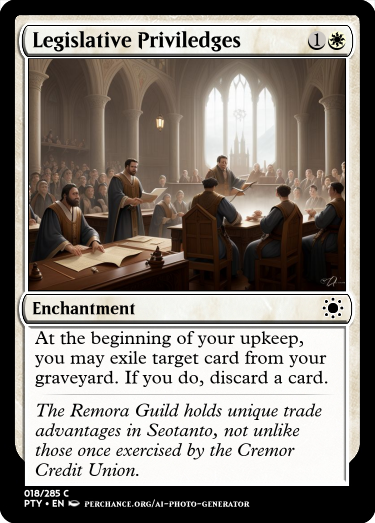 Legislative Priviledges 1
Enchantment
At the beginning of your upkeep,
you may exile target card from your
graveyard. If you do, discard a card.
The Remora Guild holds unique trade
advantages in Seotanto, not unlike
those once exercised by the Cremor
Credit Union.
018/285 C
PTY • EN PERCHANCE.ORG/AI-PHOTO-GENERATOR